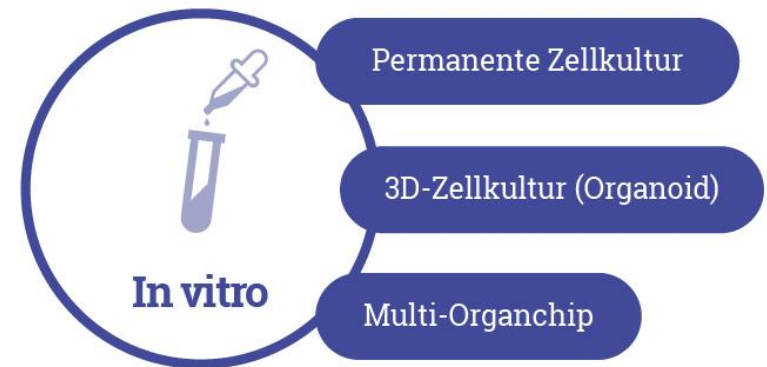 Permanente Zellkultur
3D-Zellkultur (Organoid)
In vitro
Multi-Organchip